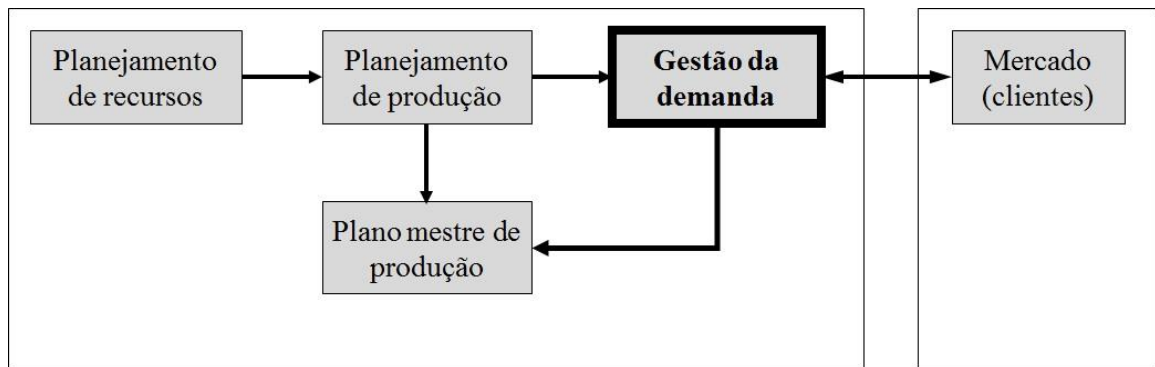 Planejamento
de recursos
Planejamento
de produção
Gestão da
demanda
Mercado
(clientes)
Plano mestre de
produção